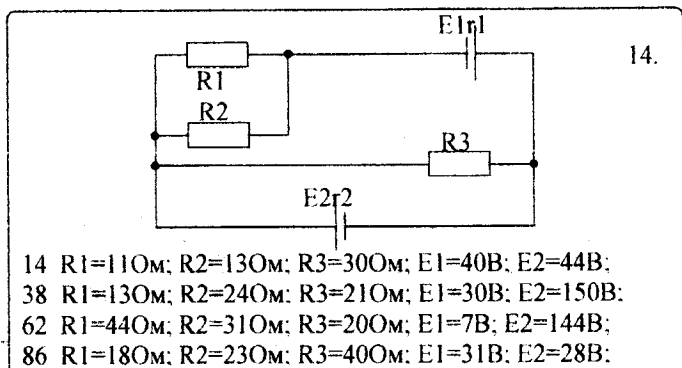 E1r1
14.
R1
R2
R3
E2r2
14 R1=11Ом; R2=13Ом; R3=30Ом; E1=40В; E2=44В;
38 R1=13Ом; R2=24Ом; R3=21Ом; E1=30В; E2=150В;
62 R1=44Ом; R2=31Ом; R3=20Ом; E1=7В; E2=144В;
86 R1=18Ом; R2=23Ом; R3=40Ом; E1=31В; E2=28В;